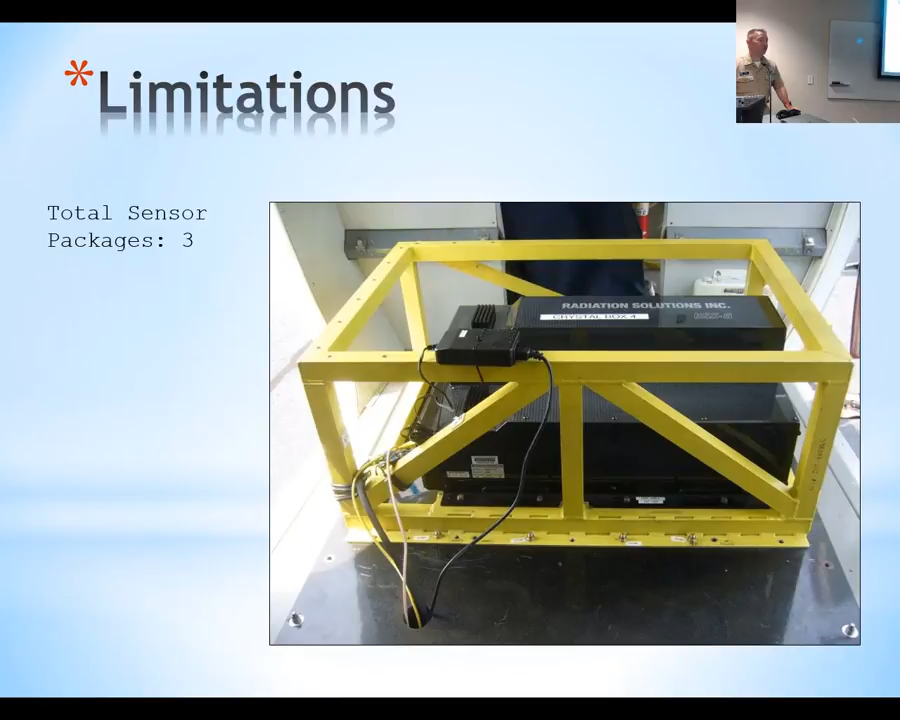 *Limitations
Total Sensor
Packages: 3
RADIATION SOLUTIONS INC.
CRYSTAL BOX 4